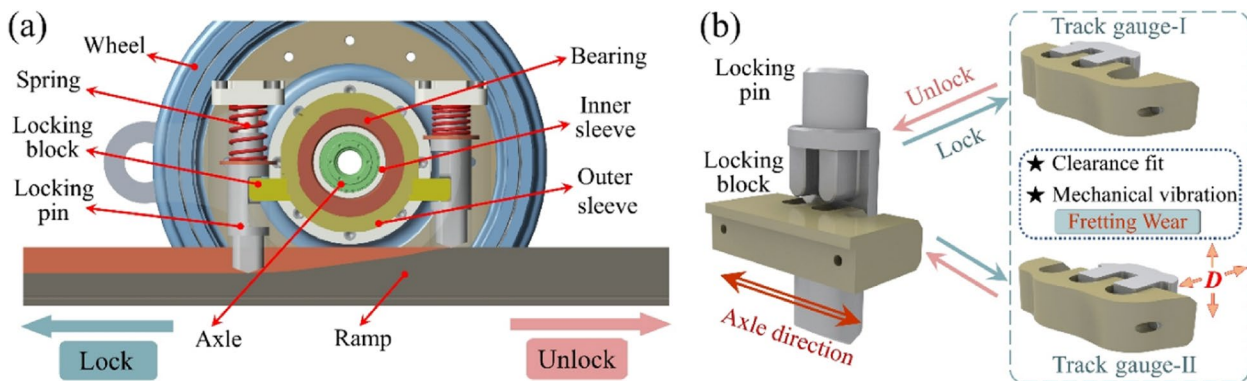 (a)
Wheel
Spring
Locking
block
Locking
pin
Bearing
Inner
sleeve
Outer
sleeve
Axle
Ramp
Lock
Unlock
(b)
Locking
pin
Locking
block
Axle direction
Unlock
Lock
Track gauge-I
★ Clearance fit
★ Mechanical vibration
Fretting Wear
D
Track gauge-II